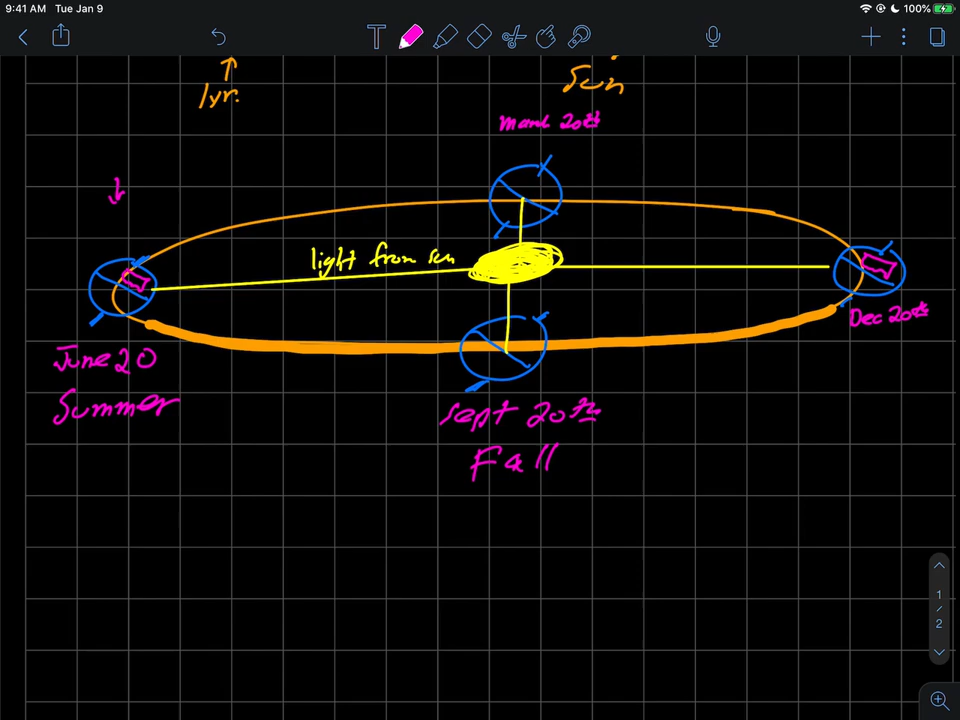 9:41 AM Tue Jan 9
100%
T
1yr.
Sun
March 20th
light from sun
Dec 20th
June 20
Summer
Sept 20th
Fall
1
/
2